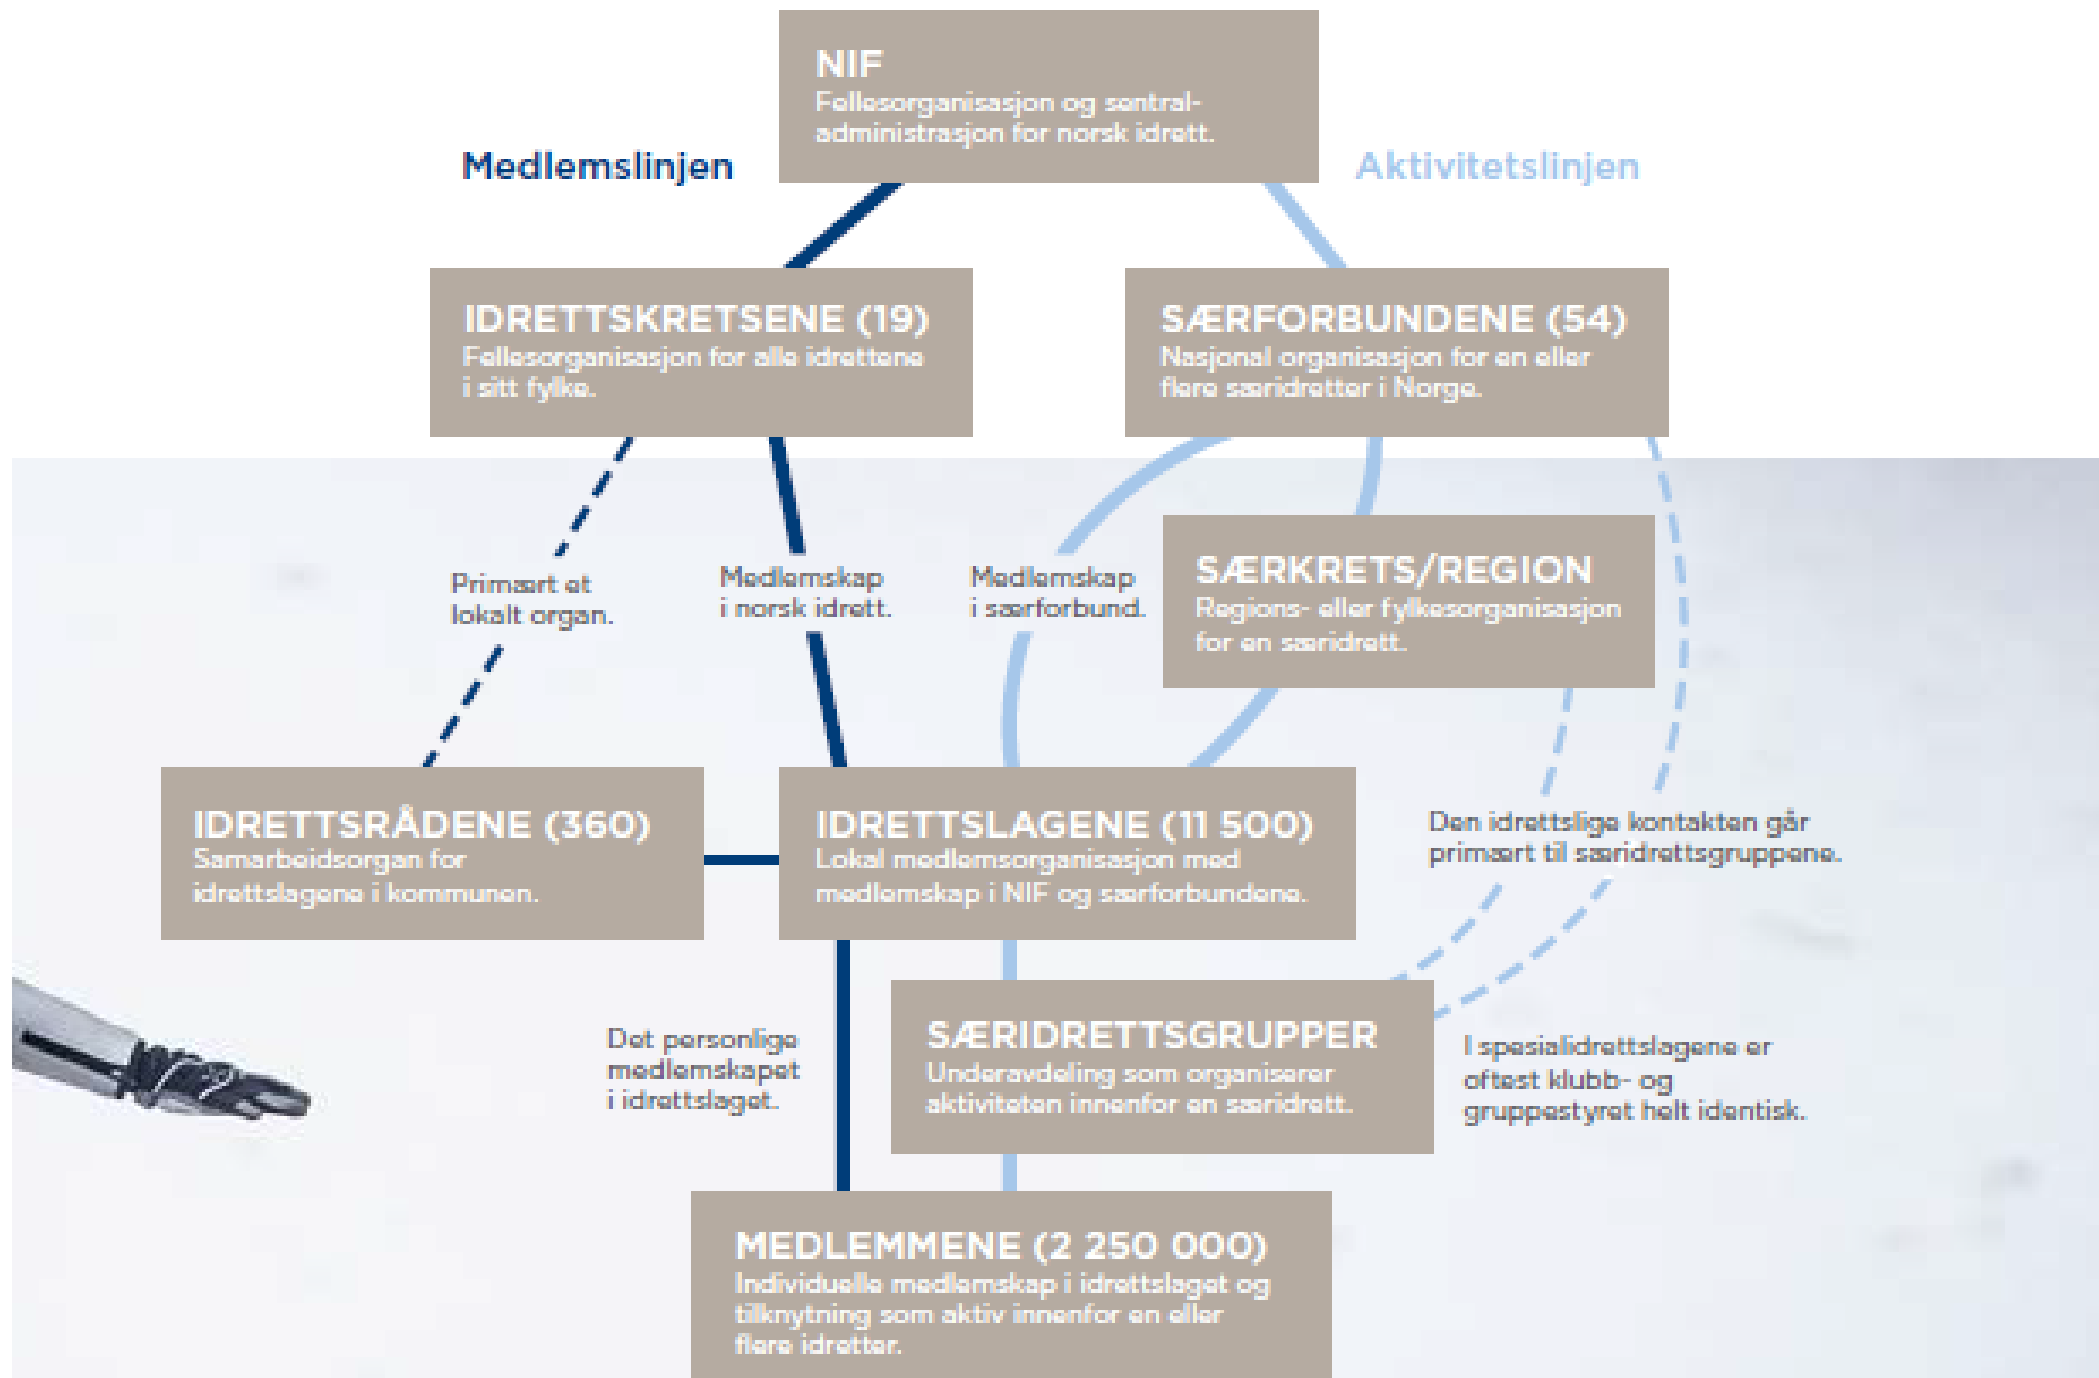 NIF
Fellesorganisasjon og sentral-
administrasjon for norsk idrett.
Medlemslinjen
Aktivitetslinjen
IDRETTSKRETSENE (19)
Fellesorganisasjon for alle idrettene
i sitt fylke.
SÆRFORBUNDENE (54)
Nasjonal organisasjon for en eller
flere særidretter i Norge.
Primært et
lokalt organ.
Medlemskap
i norsk idrett.
Medlemskap
i særforbund.
SÆRKRETS/REGION
Regions- eller fylkesorganisasjon
for en særidrett.
IDRETTSRÅDENE (360)
Samarbeidsorgan for
idrettslagene i kommunen.
IDRETTSLAGENE (11 500)
Lokal medlemsorganisasjon med
medlemskap i NIF og særforbundene.
Den idrettslige kontakten går
primært til særidrettsgruppene.
Det personlige
medlemskapet
i idrettslaget.
SÆRIDRETTSGRUPPER
Underavdeling som organiserer
aktiviteten innenfor en særidrett.
I spesialidrettslagene er
oftest klubb- og
gruppestyret helt identisk.
MEDLEMMENE (2 250 000)
Individuelle medlemskap i idrettslaget og
tilknytning som aktiv innenfor en eller
flere idretter.